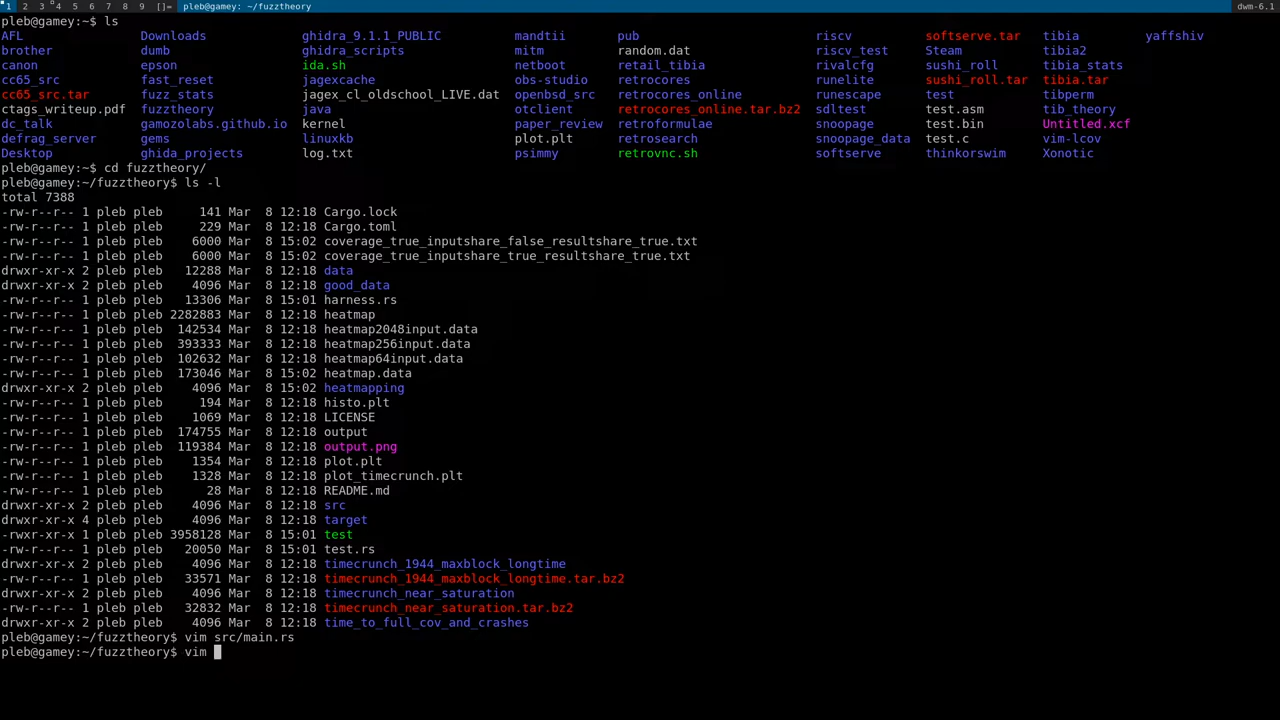 1 2 3 4 5 6 7 8 9 []= pleb@gamey: ~/fuzztheory dwm-6.1
pleb@gamey:~$ ls
AFL Downloads ghidra_9.1.1_PUBLIC mandtii pub riscv softserve.tar tibia yaffshiv
brother dumb ghidra_scripts mitm random.dat riscv_test Steam tibia2
canon epson ida.sh netboot retail_tibia rivalcfg sushi_roll tibia_stats
cc65_src fast_reset jagexcache obs-studio retrocores runelite sushi_roll.tar tibia.tar
cc65_src.tar fuzz_stats jagex_cl_oldschool_LIVE.dat openbsd_src retrocores_online runescape test tibperm
ctags_writeup.pdf fuzztheory java otclient retrocores_online.tar.bz2 sdltest test.asm tib_theory
dc_talk gamozolabs.github.io kernel paper_review retroformulae snoopage test.bin Untitled.xcf
defrag_server gems linuxkb plot.plt retrosearch snoopage_data test.c vim-lcov
Desktop ghida_projects log.txt psimmy retrovnc.sh softserve thinkorswim Xonotic
pleb@gamey:~$ cd fuzztheory/
pleb@gamey:~/fuzztheory$ ls -l
total 7388
-rw-r--r-- 1 pleb pleb 141 Mar 8 12:18 Cargo.lock
-rw-r--r-- 1 pleb pleb 229 Mar 8 12:18 Cargo.toml
-rw-r--r-- 1 pleb pleb 6000 Mar 8 15:02 coverage_true_inputshare_false_resultshare_true.txt
-rw-r--r-- 1 pleb pleb 6000 Mar 8 15:02 coverage_true_inputshare_true_resultshare_true.txt
drwxr-xr-x 2 pleb pleb 12288 Mar 8 12:18 data
drwxr-xr-x 2 pleb pleb 4096 Mar 8 12:18 good_data
-rw-r--r-- 1 pleb pleb 13306 Mar 8 15:01 harness.rs
-rw-r--r-- 1 pleb pleb 2282883 Mar 8 12:18 heatmap
-rw-r--r-- 1 pleb pleb 142534 Mar 8 12:18 heatmap2048input.data
-rw-r--r-- 1 pleb pleb 393333 Mar 8 12:18 heatmap256input.data
-rw-r--r-- 1 pleb pleb 102632 Mar 8 12:18 heatmap64input.data
-rw-r--r-- 1 pleb pleb 173046 Mar 8 15:02 heatmap.data
drwxr-xr-x 2 pleb pleb 4096 Mar 8 12:18 heatmapping
-rw-r--r-- 1 pleb pleb 194 Mar 8 12:18 histo.plt
-rw-r--r-- 1 pleb pleb 1069 Mar 8 12:18 LICENSE
-rw-r--r-- 1 pleb pleb 174755 Mar 8 12:18 output
-rw-r--r-- 1 pleb pleb 119384 Mar 8 12:18 output.png
-rw-r--r-- 1 pleb pleb 1354 Mar 8 12:18 plot.plt
-rw-r--r-- 1 pleb pleb 1328 Mar 8 12:18 plot_timecrunch.plt
-rw-r--r-- 1 pleb pleb 28 Mar 8 12:18 README.md
drwxr-xr-x 2 pleb pleb 4096 Mar 8 12:18 src
drwxr-xr-x 4 pleb pleb 4096 Mar 8 12:18 target
-rwxr-xr-x 1 pleb pleb 3958128 Mar 8 15:01 test
-rw-r--r-- 1 pleb pleb 20050 Mar 8 15:01 test.rs
drwxr-xr-x 2 pleb pleb 4096 Mar 8 12:18 timecrunch_1944_maxblock_longtime
-rw-r--r-- 1 pleb pleb 33571 Mar 8 12:18 timecrunch_1944_maxblock_longtime.tar.bz2
drwxr-xr-x 2 pleb pleb 4096 Mar 8 12:18 timecrunch_near_saturation
-rw-r--r-- 1 pleb pleb 32832 Mar 8 12:18 timecrunch_near_saturation.tar.bz2
drwxr-xr-x 2 pleb pleb 4096 Mar 8 12:18 time_to_full_cov_and_crashes
pleb@gamey:~/fuzztheory$ vim src/main.rs
pleb@gamey:~/fuzztheory$ vim